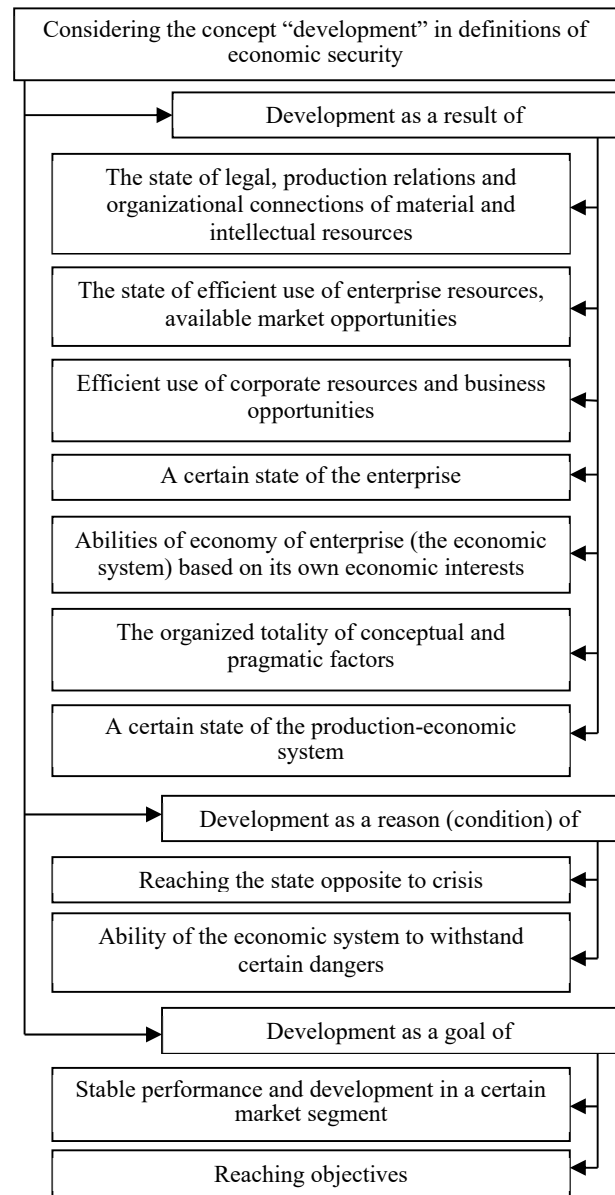 Considering the concept “development” in definitions of
economic security
Development as a result of
The state of legal, production relations and
organizational connections of material and
intellectual resources
The state of efficient use of enterprise resources,
available market opportunities
Efficient use of corporate resources and business
opportunities
A certain state of the enterprise
Abilities of economy of enterprise (the economic
system) based on its own economic interests
The organized totality of conceptual and
pragmatic factors
A certain state of the production-economic
system
Development as a reason (condition) of
Reaching the state opposite to crisis
Ability of the economic system to withstand
certain dangers
Development as a goal of
Stable performance and development in a certain
market segment
Reaching objectives